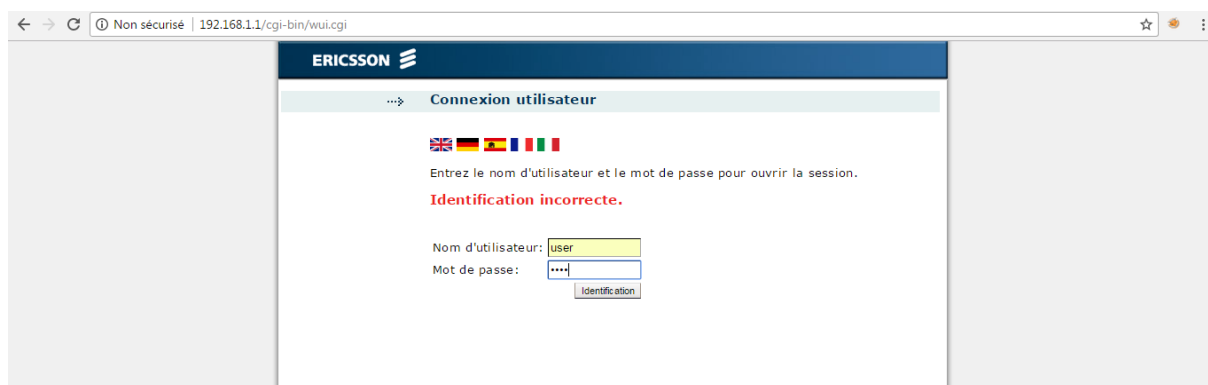 Non sécurisé | 192.168.1.1/cgi-bin/wui.cgi
ERICSSON
Connexion utilisateur
Entrez le nom d'utilisateur et le mot de passe pour ouvrir la session.
Identification incorrecte.
Nom d'utilisateur: user
Mot de passe: ••••
Identification